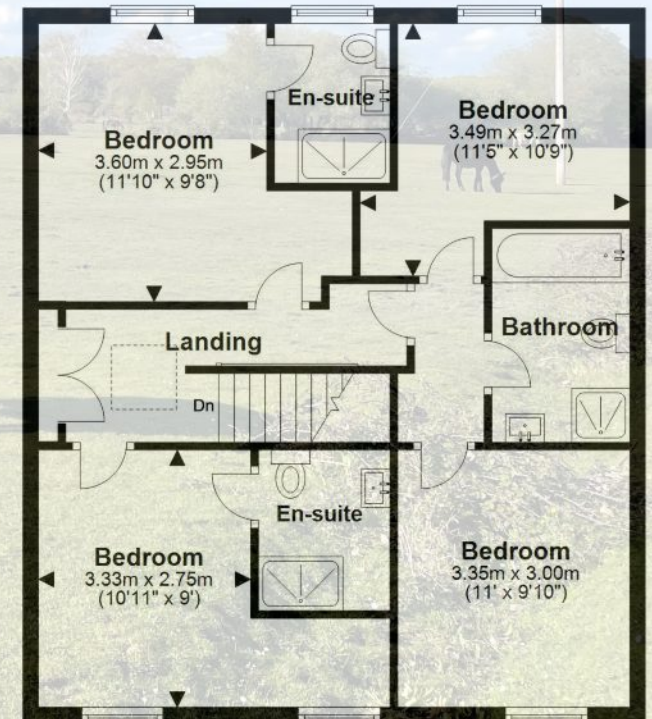 En-suite
Bedroom
3.60m x 2.95m
(11'10" x 9'8")
Bedroom
3.49m x 3.27m
(11'5" x 10'9")
Landing
Bathroom
Dn
En-suite
Bedroom
3.33m x 2.75m
(10'11" x 9')
Bedroom
3.35m x 3.00m
(11' x 9'10")